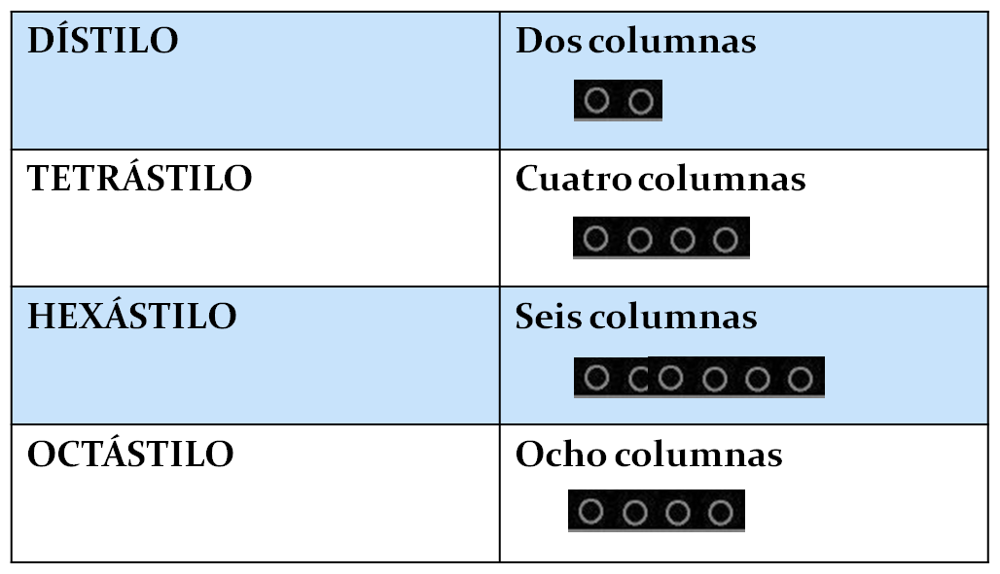 DÍSTILO
Dos columnas
TETRÁSTILO
Cuatro columnas
HEXÁSTILO
Seis columnas
OCTÁSTILO
Ocho columnas